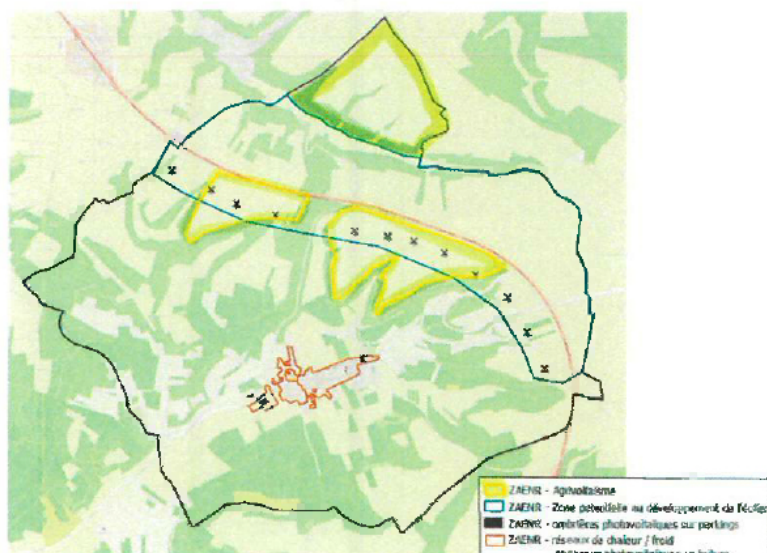 ZAENR - Agrivoltaïsme
ZAENR - Zone potentielle au développement de l'éolien
ZAENR - ombrières photovoltaïques sur parkings
ZAENR - réseaux de chaleur / froid